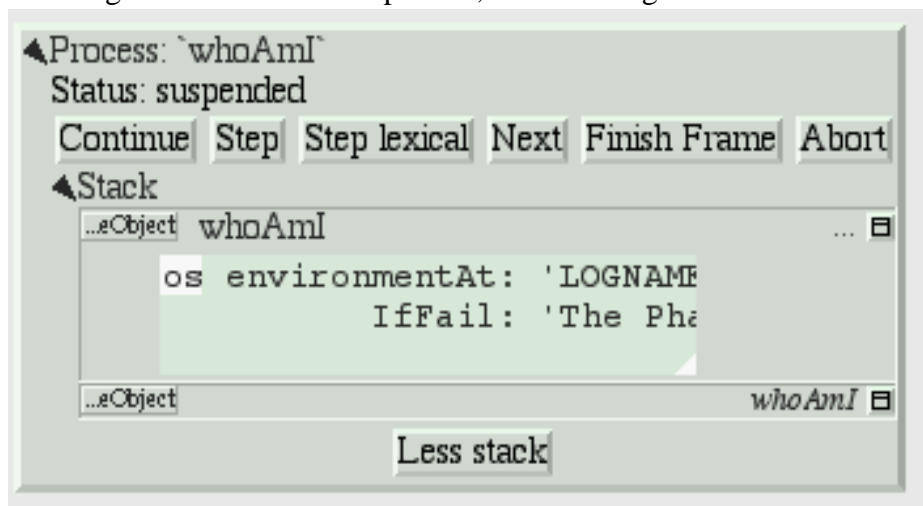 Process: `whoAmI`
Status: suspended
Continue Step Step lexical Next Finish Frame Abort
Stack
...eObject whoAmI ...
os environmentAt: 'LOGNAME
IfFail: 'The Pha
...eObject whoAmI
Less stack